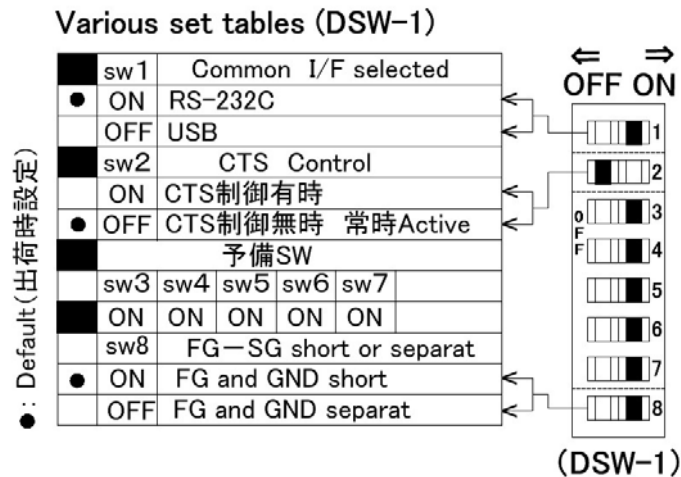 Various set tables (DSW-1)
sw1 Common I/F selected
● ON RS-232C
OFF USB
sw2 CTS Control
ON CTS制御有時
● OFF CTS制御無時 常時Active
予備SW
sw3 sw4 sw5 sw6 sw7
ON ON ON ON ON
sw8 FG－SG short or separat
● ON FG and GND short
OFF FG and GND separat
●: Default(出荷時設定)
⇐ ⇒
OFF ON
1
2
3
4
5
6
7
8
OFF
(DSW-1)